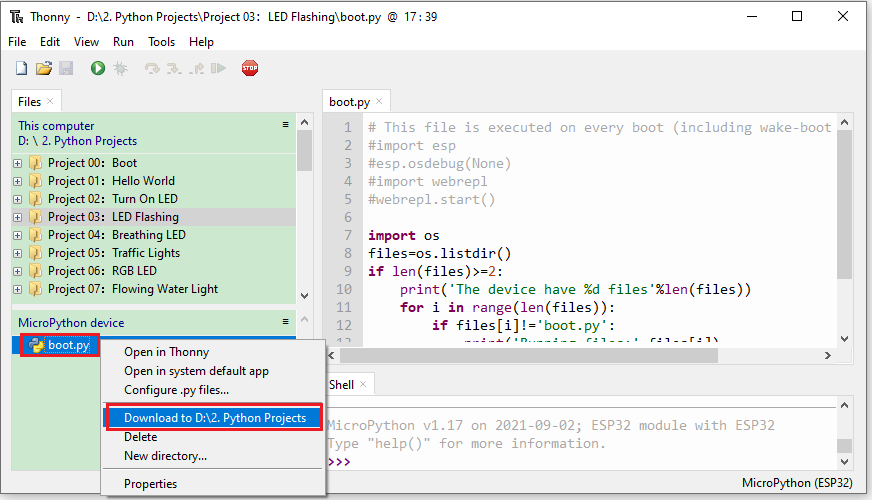 Thonny - D:\2. Python Projects\Project 03: LED Flashing\boot.py @ 17 : 39
File Edit View Run Tools Help
STOP
Files
This computer
D: \ 2. Python Projects
Project 00: Boot
Project 01: Hello World
Project 02: Turn On LED
Project 03: LED Flashing
Project 04: Breathing LED
Project 05: Traffic Lights
Project 06: RGB LED
Project 07: Flowing Water Light
MicroPython device
boot.py
Open in Thonny
Open in system default app
Configure .py files...
Download to D:\2. Python Projects
Delete
New directory...
Properties
boot.py
1 # This file is executed on every boot (including wake-boot
2 #import esp
3 #esp.osdebug(None)
4 #import webrepl
5 #webrepl.start()
6
7 import os
8 files=os.listdir()
9 if len(files)>=2:
10 print('The device have %d files'%len(files))
11 for i in range(len(files)):
12 if files[i]!='boot.py':
Shell
MicroPython v1.17 on 2021-09-02; ESP32 module with ESP32
Type "help()" for more information.
>>>
MicroPython (ESP32)